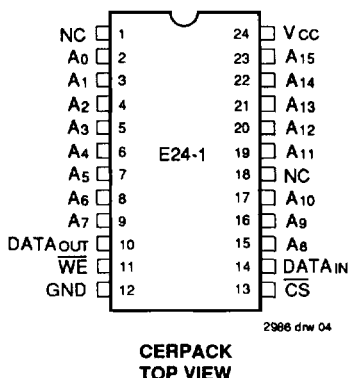 NC 1 24 VCC
A0 2 23 A15
A1 3 22 A14
A2 4 21 A13
A3 5 20 A12
A4 6 E24-1 19 A11
A5 7 18 NC
A6 8 17 A10
A7 9 16 A9
DATAOUT 10 15 A8
WE 11 14 DATAIN
GND 12 13 CS
2986 drw 04
CERPACK
TOP VIEW